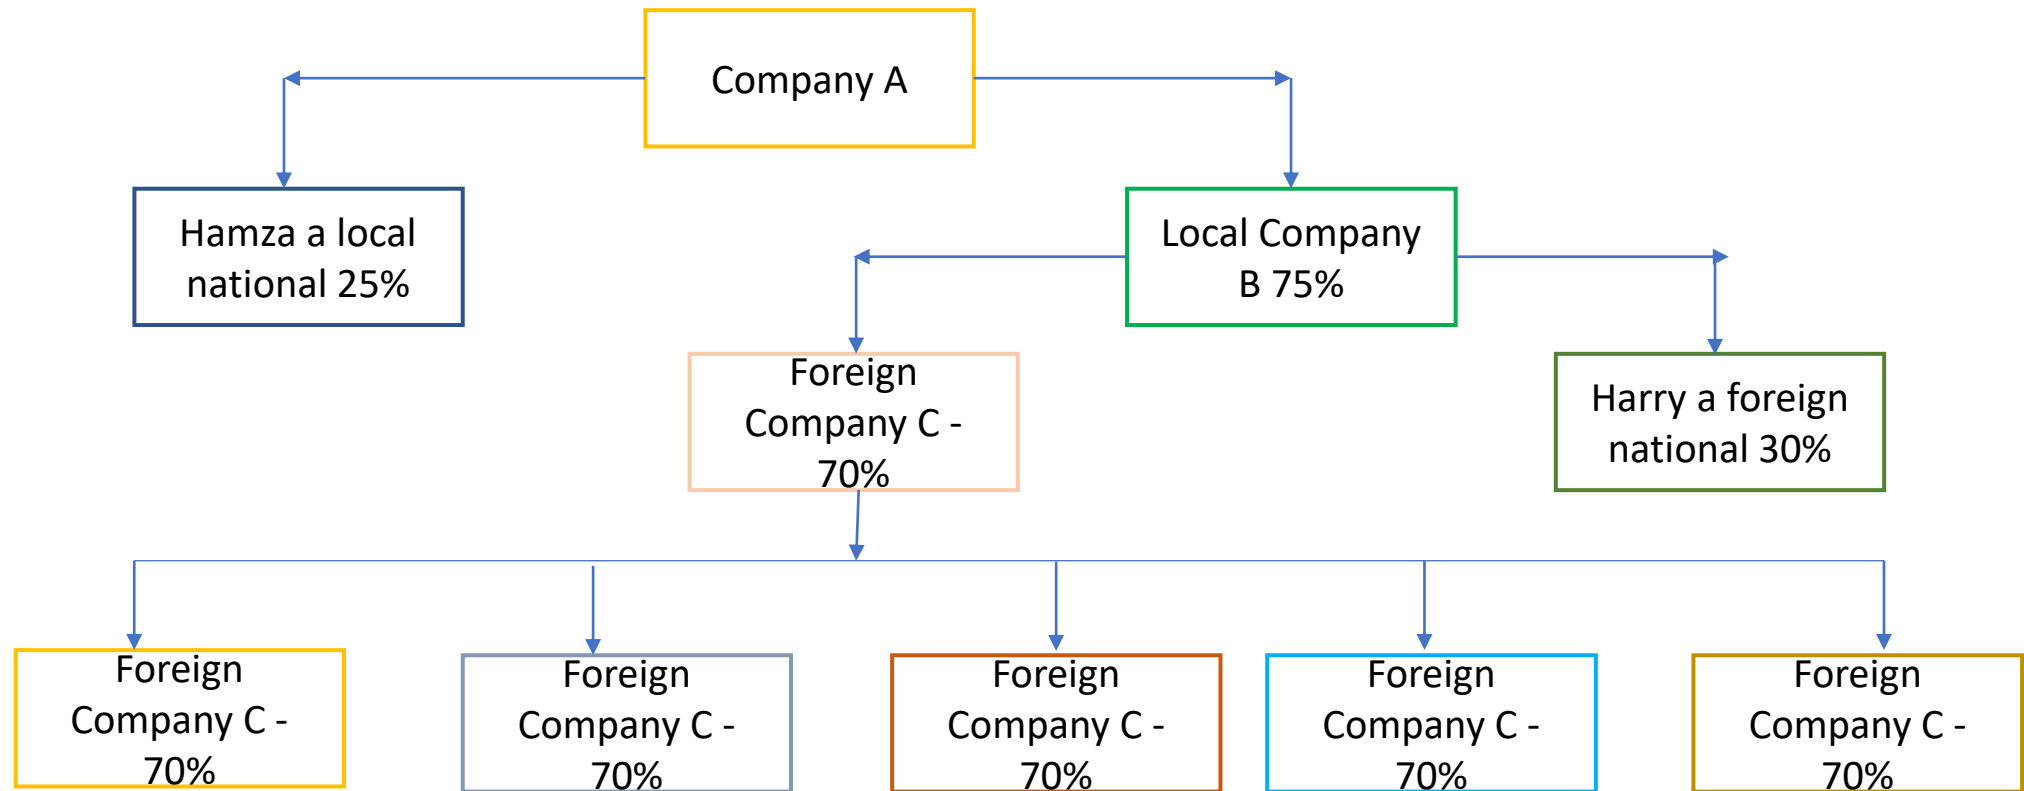 Company A
Hamza a local
national 25%
Local Company
B 75%
Foreign
Company C -
70%
Harry a foreign
national 30%
Foreign
Company C -
70%
Foreign
Company C -
70%
Foreign
Company C -
70%
Foreign
Company C -
70%
Foreign
Company C -
70%